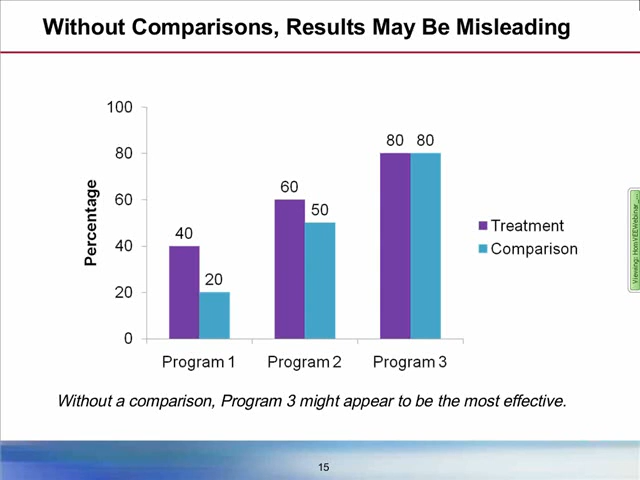 Without Comparisons, Results May Be Misleading
100
80
60
40
20
0
Percentage
40
20
60
50
80
80
Program 1
Program 2
Program 3
Treatment
Comparison
Without a comparison, Program 3 might appear to be the most effective.
15
Viewing: HomVEEWebinar_...